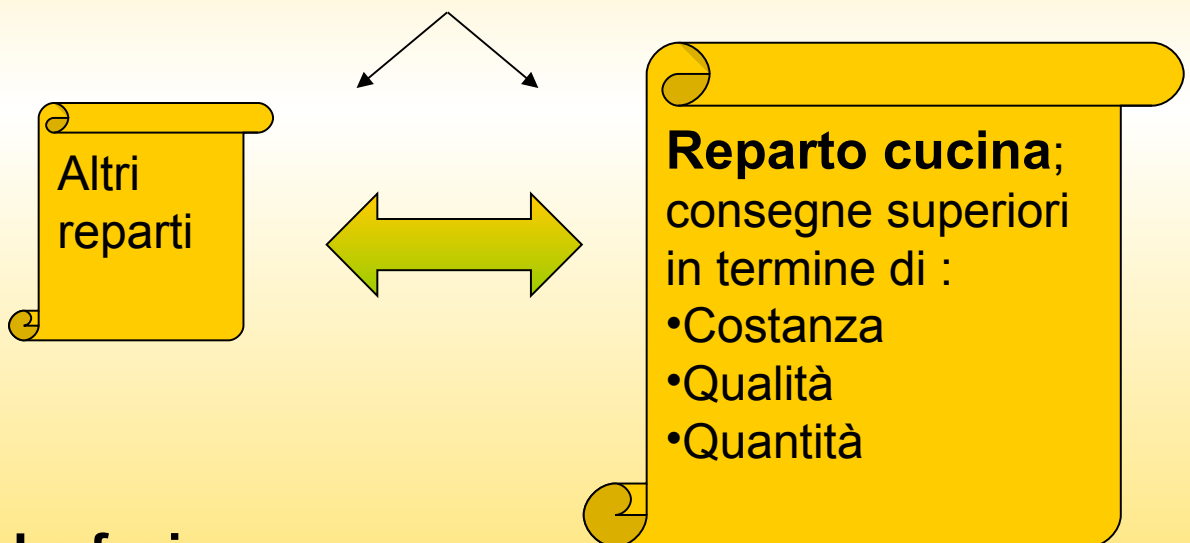 Altri
reparti
Reparto cucina;
consegne superiori
in termine di :
•Costanza
•Qualità
•Quantità